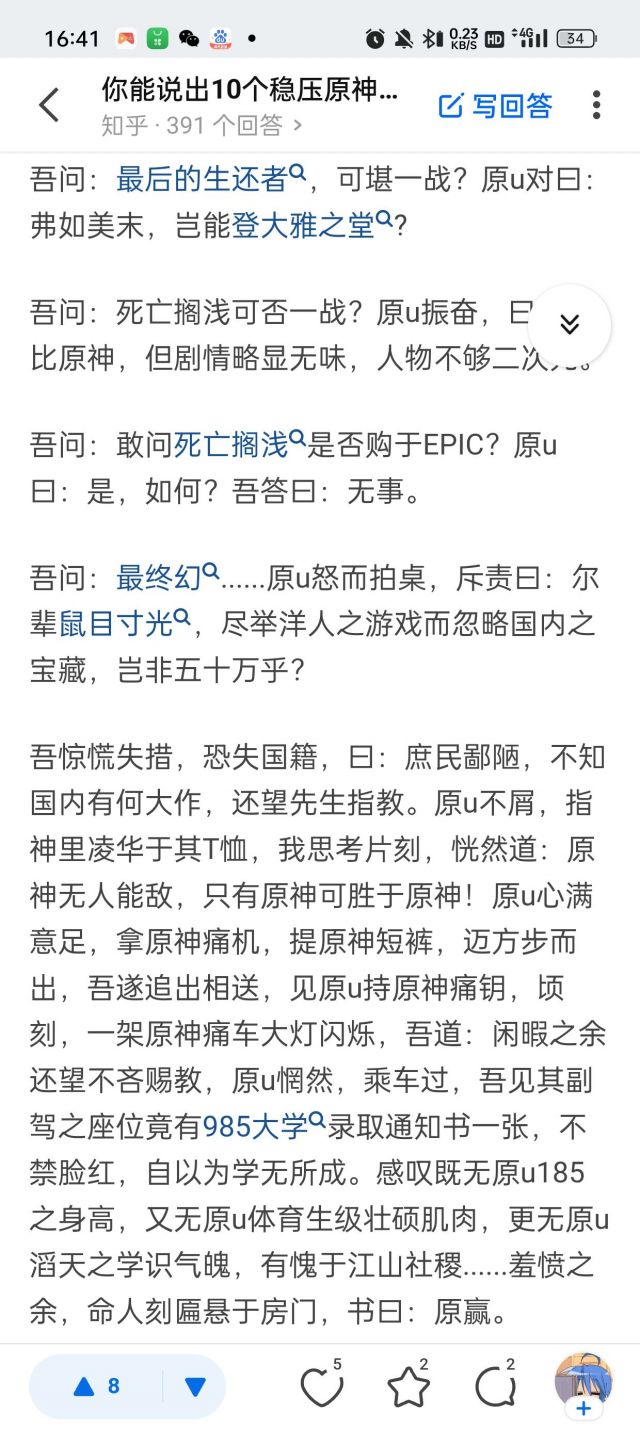 16:41
0.23
KB/S
HD
4G
34
你能说出10个稳压原神...
知乎 · 391 个回答 >
写回答
吾问：最后的生还者，可堪一战？原u对曰：
弗如美末，岂能登大雅之堂？
吾问：死亡搁浅可否一战？原u振奋，曰
比原神，但剧情略显无味，人物不够二次元。
吾问：敢问死亡搁浅是否购于EPIC？原u
曰：是，如何？吾答曰：无事。
吾问：最终幻......原u怒而拍桌，斥责曰：尔
辈鼠目寸光，尽举洋人之游戏而忽略国内之
宝藏，岂非五十万乎？
吾惊慌失措，恐失国籍，曰：庶民鄙陋，不知
国内有何大作，还望先生指教。原u不屑，指
神里凌华于其T恤，我思考片刻，恍然道：原
神无人能敌，只有原神可胜于原神！原u心满
意足，拿原神痛机，提原神短裤，迈方步而
出，吾遂追出相送，见原u持原神痛钥，顷
刻，一架原神痛车大灯闪烁，吾道：闲暇之余
还望不吝赐教，原u惘然，乘车过，吾见其副
驾之座位竟有985大学录取通知书一张，不
禁脸红，自以为学无所成。感叹既无原u185
之身高，又无原u体育生级壮硕肌肉，更无原u
滔天之学识气魄，有愧于江山社稷......羞愤之
余，命人刻匾悬于房门，书曰：原赢。
8
5
2
2